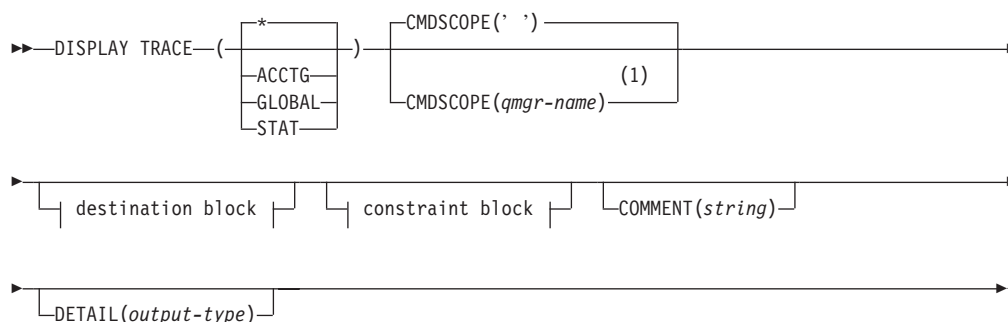 *
CMDSCOPE(’ ’)
DISPLAY TRACE ( )
ACCTG
(1)
GLOBAL
CMDSCOPE(qmgr-name)
STAT
destination block
constraint block
COMMENT(string)
DETAIL(output-type)